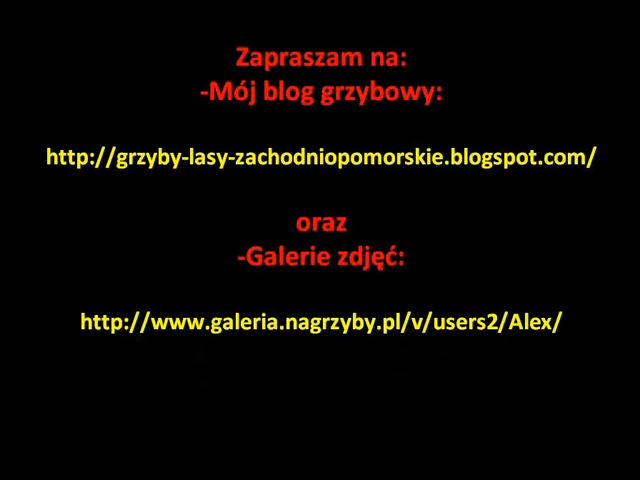 Zapraszam na:
-Mój blog grzybowy:
http://grzyby-lasy-zachodniopomorskie.blogspot.com/
oraz
-Galerie zdjęć:
http://www.galeria.nagrzyby.pl/v/users2/Alex/